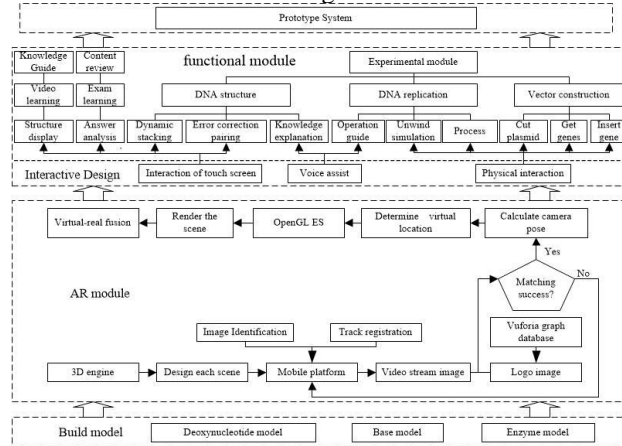 Prototype System
functional module
Knowledge
Guide
Content
review
Experimental module
Video
learning
Exam
learning
DNA structure
DNA replication
Vector construction
Structure
display
Answer
analysis
Dynamic
stacking
Error correction
pairing
Knowledge
explanation
Operation
guide
Unwind
simulation
Process
Cut
plasmid
Get
genes
Insert
gene
Interactive Design
Interaction of touch screen
Voice assist
Physical interaction
Virtual-real fusion
Render the
scene
OpenGL ES
Determine virtual
location
Calculate camera
pose
Yes
No
Matching
success?
AR module
Image Identification
Track registration
Vuforia graph
database
3D engine
Design each scene
Mobile platform
Video stream image
Logo image
Build model
Deoxynucleotide model
Base model
Enzyme model